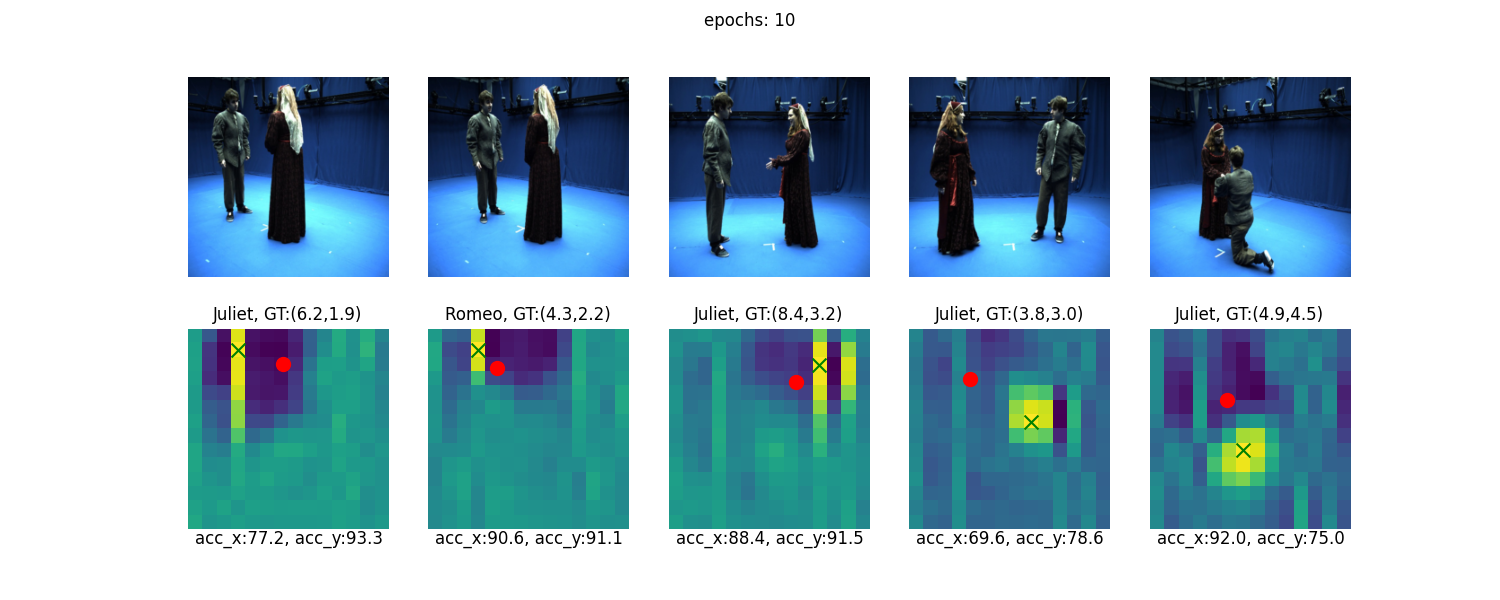 epochs: 10
Juliet, GT:(6.2,1.9)
Romeo, GT:(4.3,2.2)
Juliet, GT:(8.4,3.2)
Juliet, GT:(3.8,3.0)
Juliet, GT:(4.9,4.5)
acc_x:77.2, acc_y:93.3
acc_x:90.6, acc_y:91.1
acc_x:88.4, acc_y:91.5
acc_x:69.6, acc_y:78.6
acc_x:92.0, acc_y:75.0